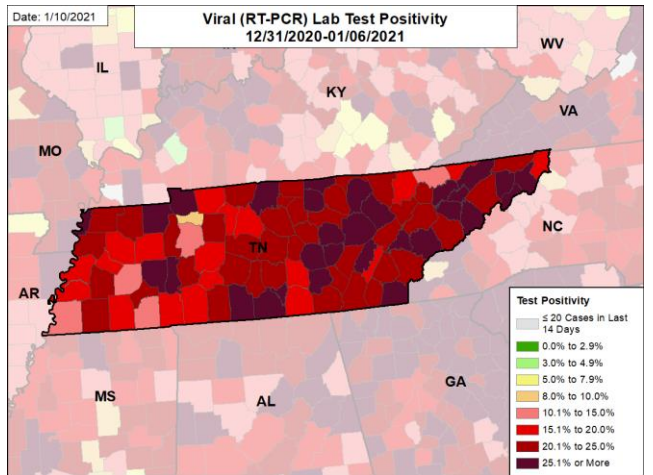 Date: 1/10/2021
Viral (RT-PCR) Lab Test Positivity
12/31/2020-01/06/2021
IL
WV
KY
VA
MO
TN
NC
AR
MS
AL
GA
Test Positivity
≤ 20 Cases in Last
14 Days
0.0% to 2.9%
3.0% to 4.9%
5.0% to 7.9%
8.0% to 10.0%
10.1% to 15.0%
15.1% to 20.0%
20.1% to 25.0%
25.1% or More